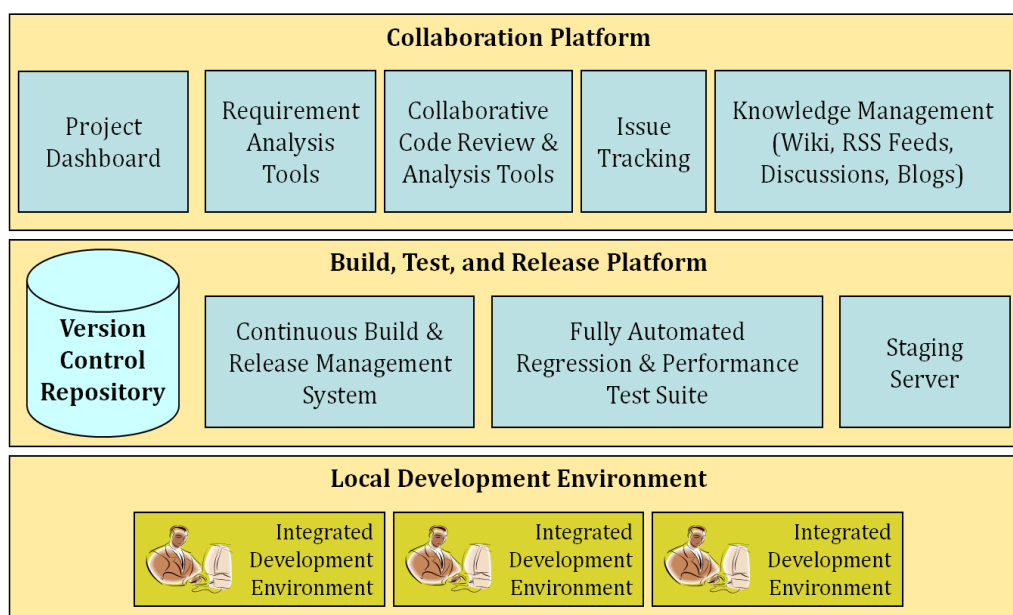 Collaboration Platform
Project
Dashboard
Requirement
Analysis
Tools
Collaborative
Code Review &
Analysis Tools
Issue
Tracking
Knowledge Management
(Wiki, RSS Feeds,
Discussions, Blogs)
Build, Test, and Release Platform
Version
Control
Repository
Continuous Build &
Release Management
System
Fully Automated
Regression & Performance
Test Suite
Staging
Server
Local Development Environment
Integrated
Development
Environment
Integrated
Development
Environment
Integrated
Development
Environment